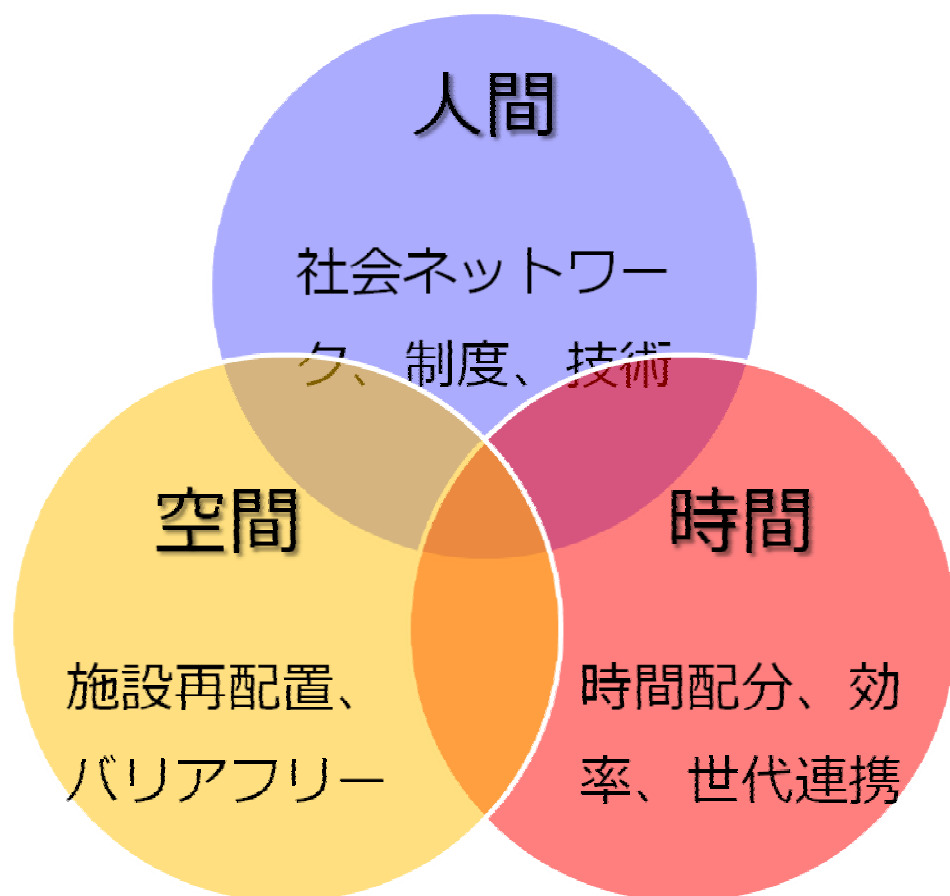 人間
社会ネットワー
ク、制度、技術
空間
施設再配置、
バリアフリー
時間
時間配分、効
率、世代連携